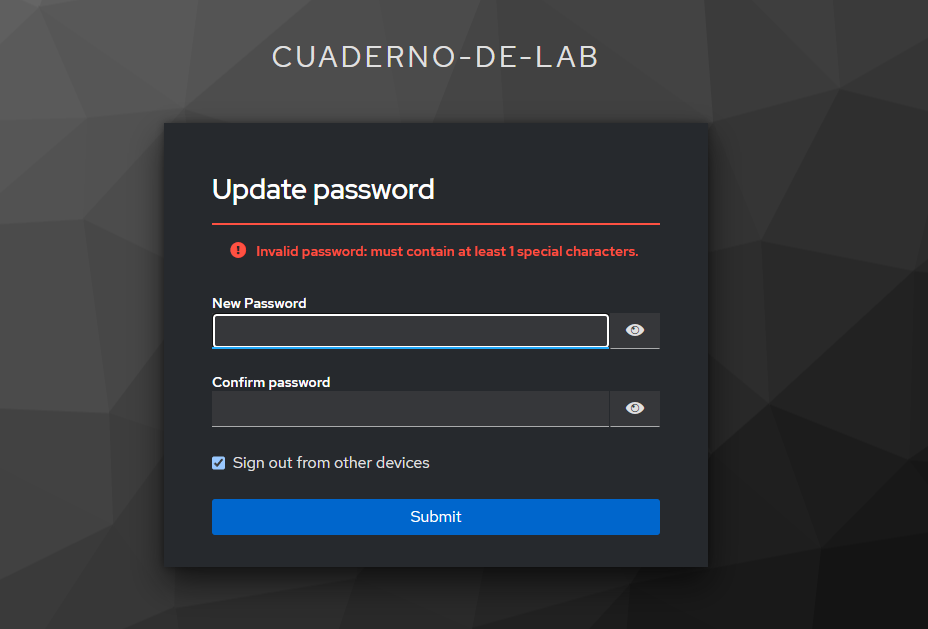 CUADERNO-DE-LAB
Update password
Invalid password: must contain at least 1 special characters.
New Password
Confirm password
Sign out from other devices
Submit